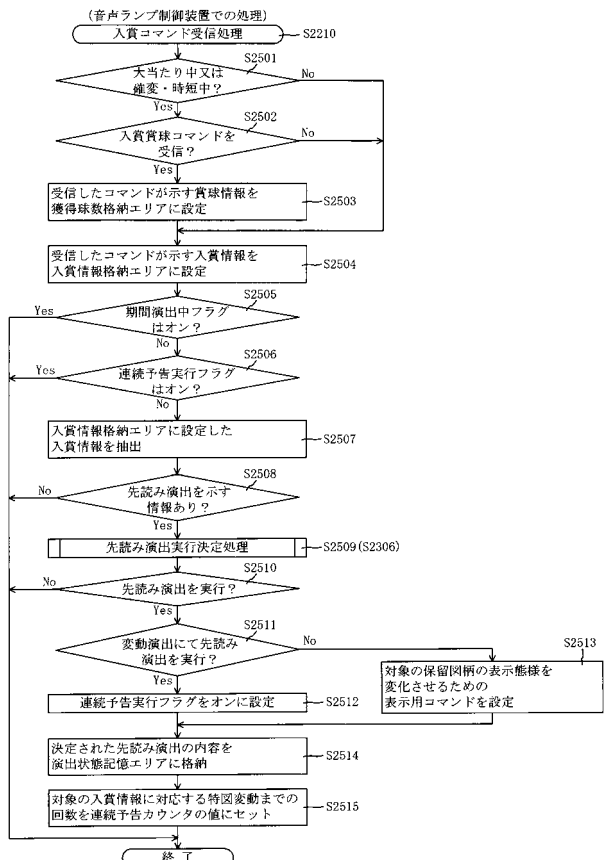 (音声ランプ制御装置での処理)
入賞コマンド受信処理
S2210
S2501
大当たり中又は
確変・時短中?
No
Yes
S2502
入賞賞球コマンドを
受信?
No
Yes
受信したコマンドが示す賞球情報を
獲得球数格納エリアに設定
S2503
受信したコマンドが示す入賞情報を
入賞情報格納エリアに設定
S2504
S2505
Yes
期間演出中フラグ
はオン?
No
S2506
Yes
連続予告実行フラグ
はオン?
No
入賞情報格納エリアに設定した
入賞情報を抽出
S2507
S2508
No
先読み演出を示す
情報あり?
Yes
先読み演出実行決定処理
S2509(S2306)
S2510
No
先読み演出を実行?
Yes
S2511
変動演出にて先読み
演出を実行?
No
Yes
S2513
対象の保留図柄の表示態様を
変化させるための
表示用コマンドを設定
連続予告実行フラグをオンに設定
S2512
決定された先読み演出の内容を
演出状態記憶エリアに格納
S2514
対象の入賞情報に対応する特図変動までの
回数を連続予告カウンタの値にセット
S2515
終了